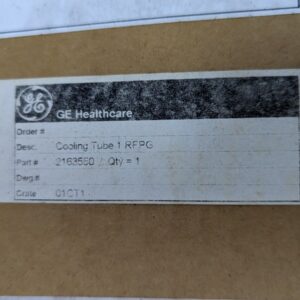 GE Healthcare
Order #
Desc. Cooling Tube 1 RFPG
Part # 2163560 / Qty = 1
Dwg.#
Crate 01CT1